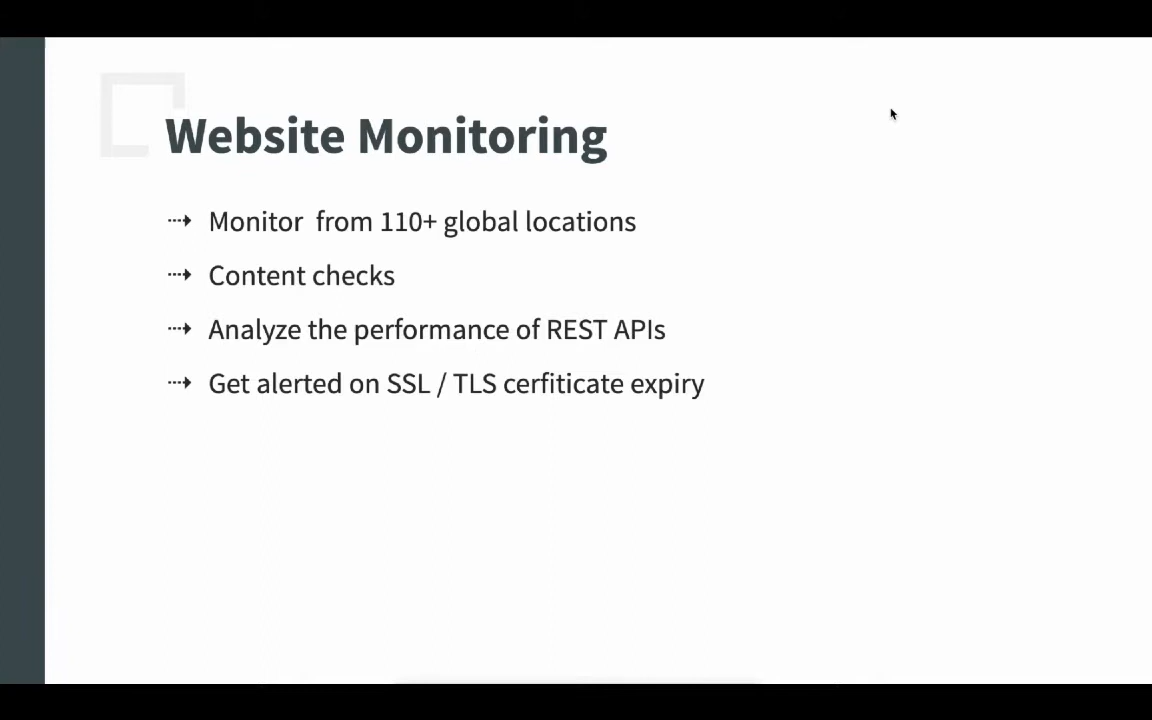 Website Monitoring
Monitor  from 110+ global locations
Content checks
Analyze the performance of REST APIs
Get alerted on SSL / TLS cerfiticate expiry